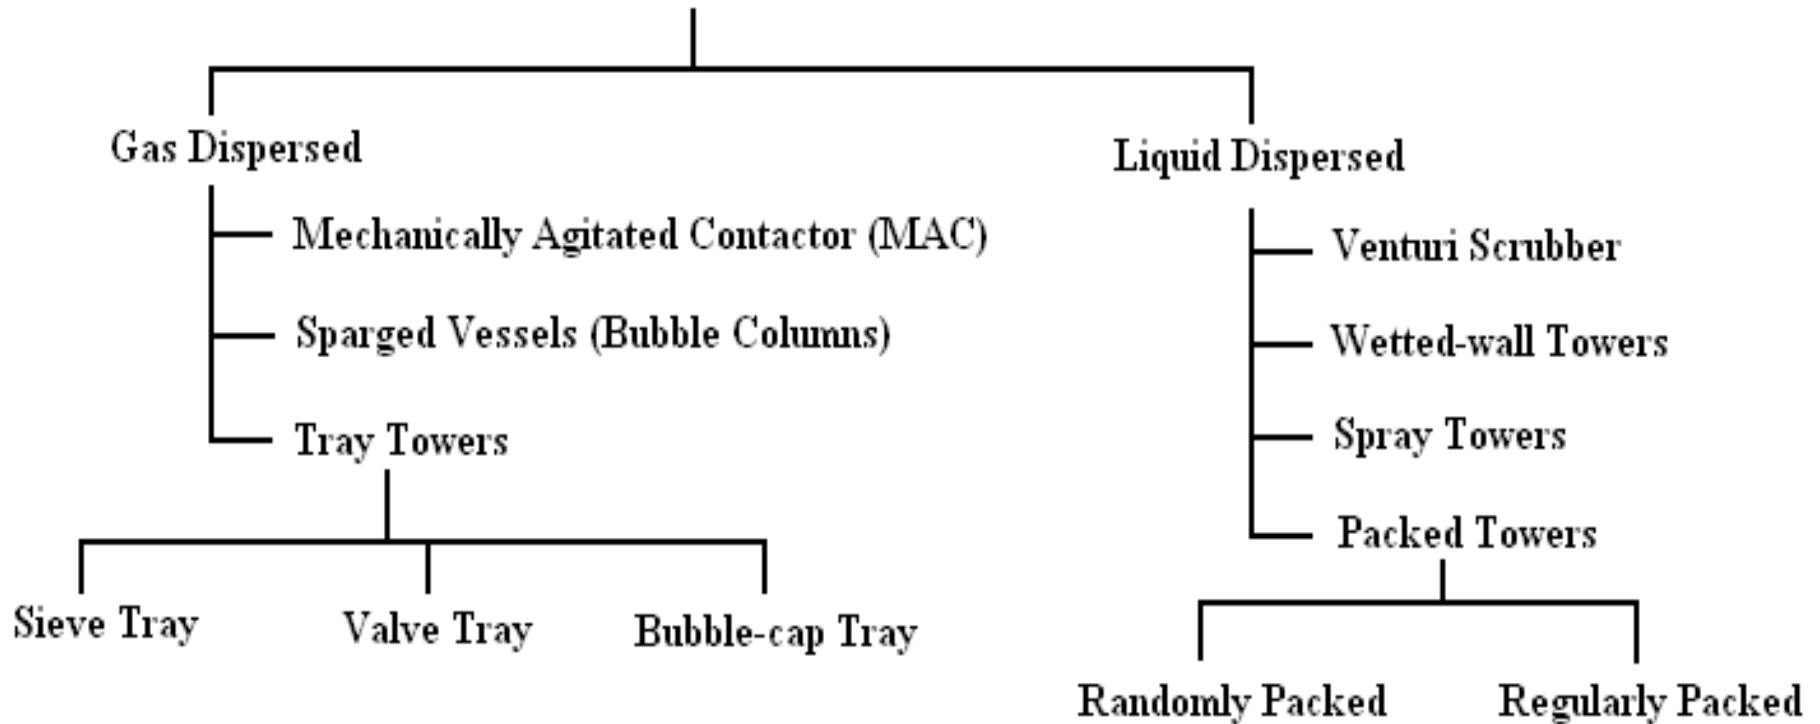 Gas Dispersed
Mechanically Agitated Contactor (MAC)
Sparged Vessels (Bubble Columns)
Tray Towers
Sieve Tray
Valve Tray
Bubble-cap Tray
Liquid Dispersed
Venturi Scrubber
Wetted-wall Towers
Spray Towers
Packed Towers
Randomly Packed
Regularly Packed